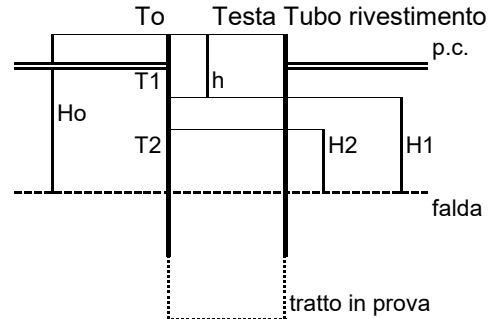 To Testa Tubo rivestimento
p.c.
T1 h
Ho
T2 H2 H1
falda
tratto in prova